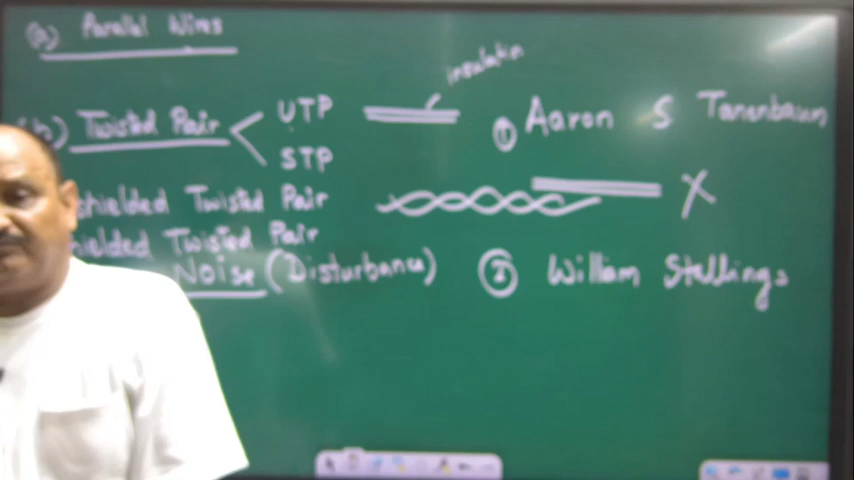 (a) Parallel Wires
insulation
(b) Twisted Pair
UTP
STP
① Aaron S Tanenbaum
Shielded Twisted Pair
Shielded Twisted Pair
X
Noise (Disturbance)
② William Stallings